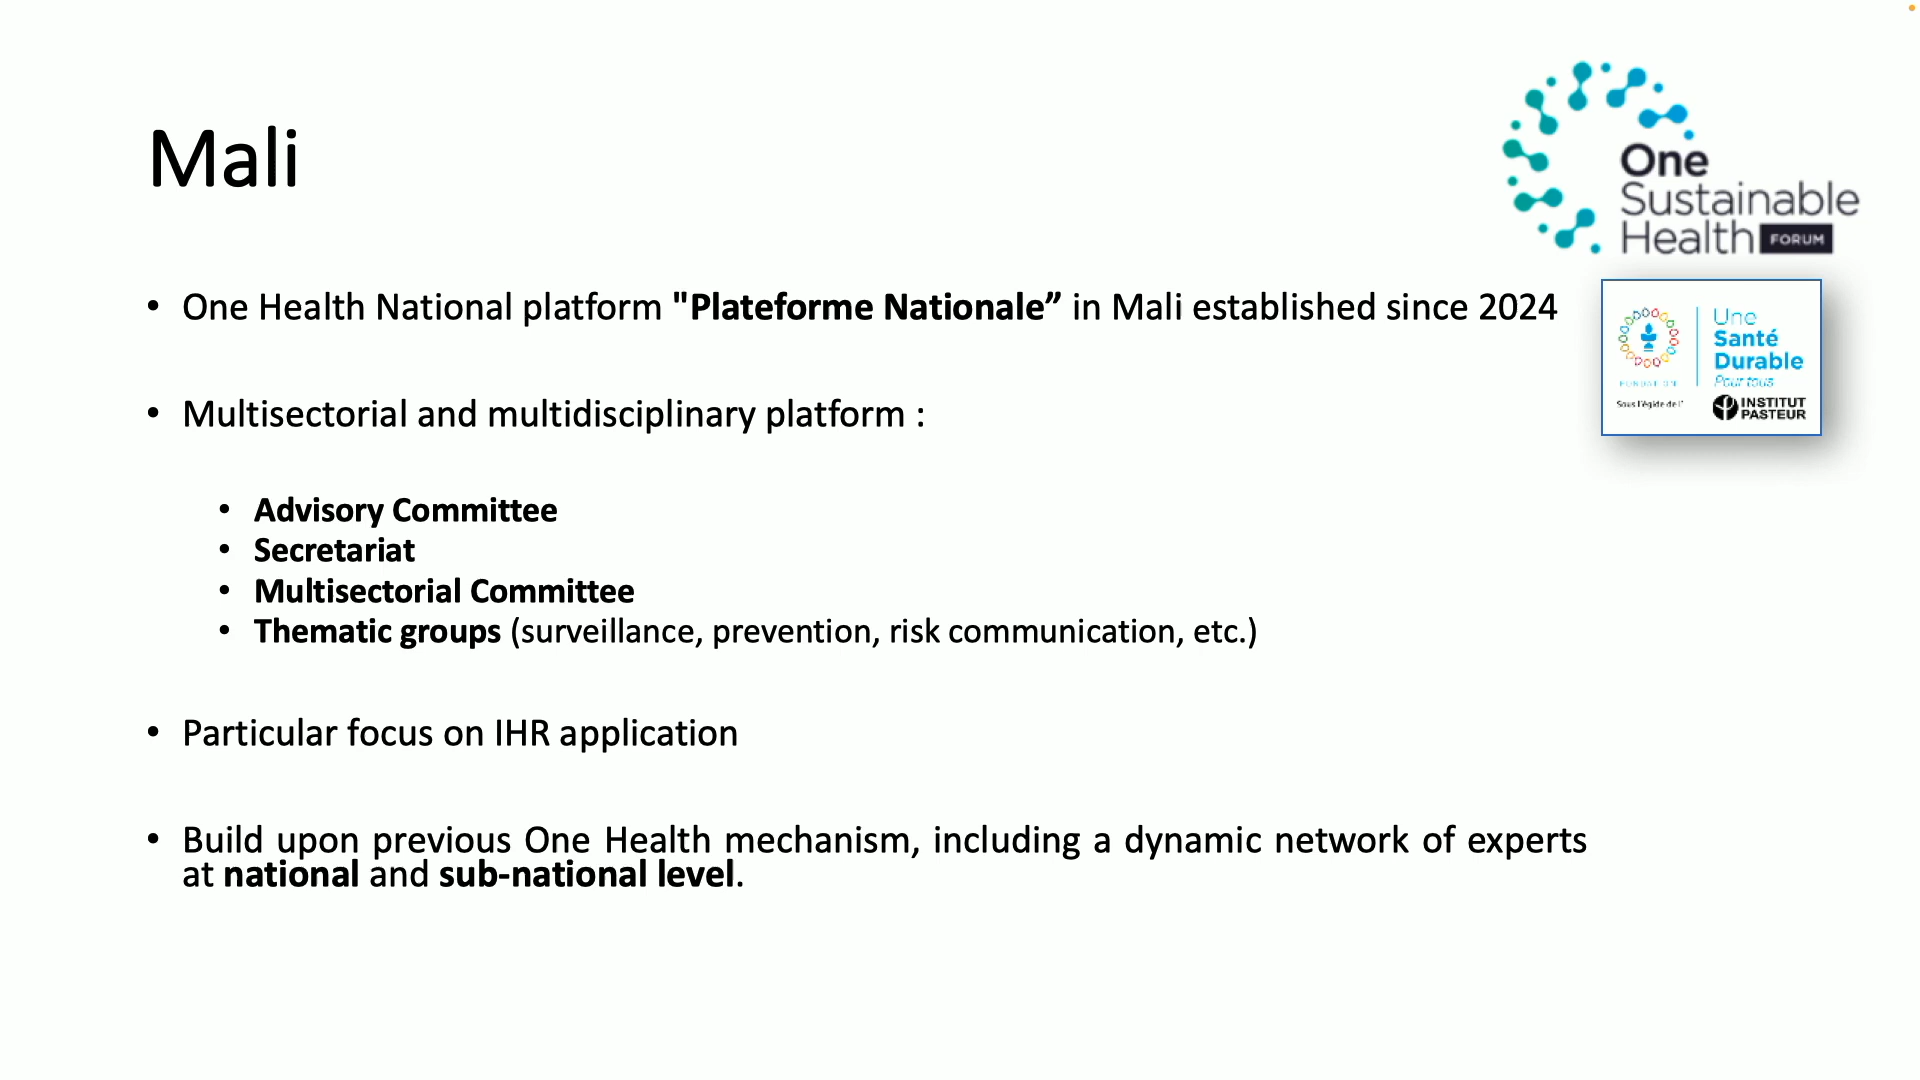 Mali
One
Sustainable
Health FORUM
• One Health National platform "Plateforme Nationale” in Mali established since 2024
Une
Santé
Durable
Pour tous
FONDATION
Sous l'égide de l'
INSTITUT
PASTEUR
• Multisectorial and multidisciplinary platform :
• Advisory Committee
• Secretariat
• Multisectorial Committee
• Thematic groups (surveillance, prevention, risk communication, etc.)
• Particular focus on IHR application
• Build upon previous One Health mechanism, including a dynamic network of experts
at national and sub-national level.